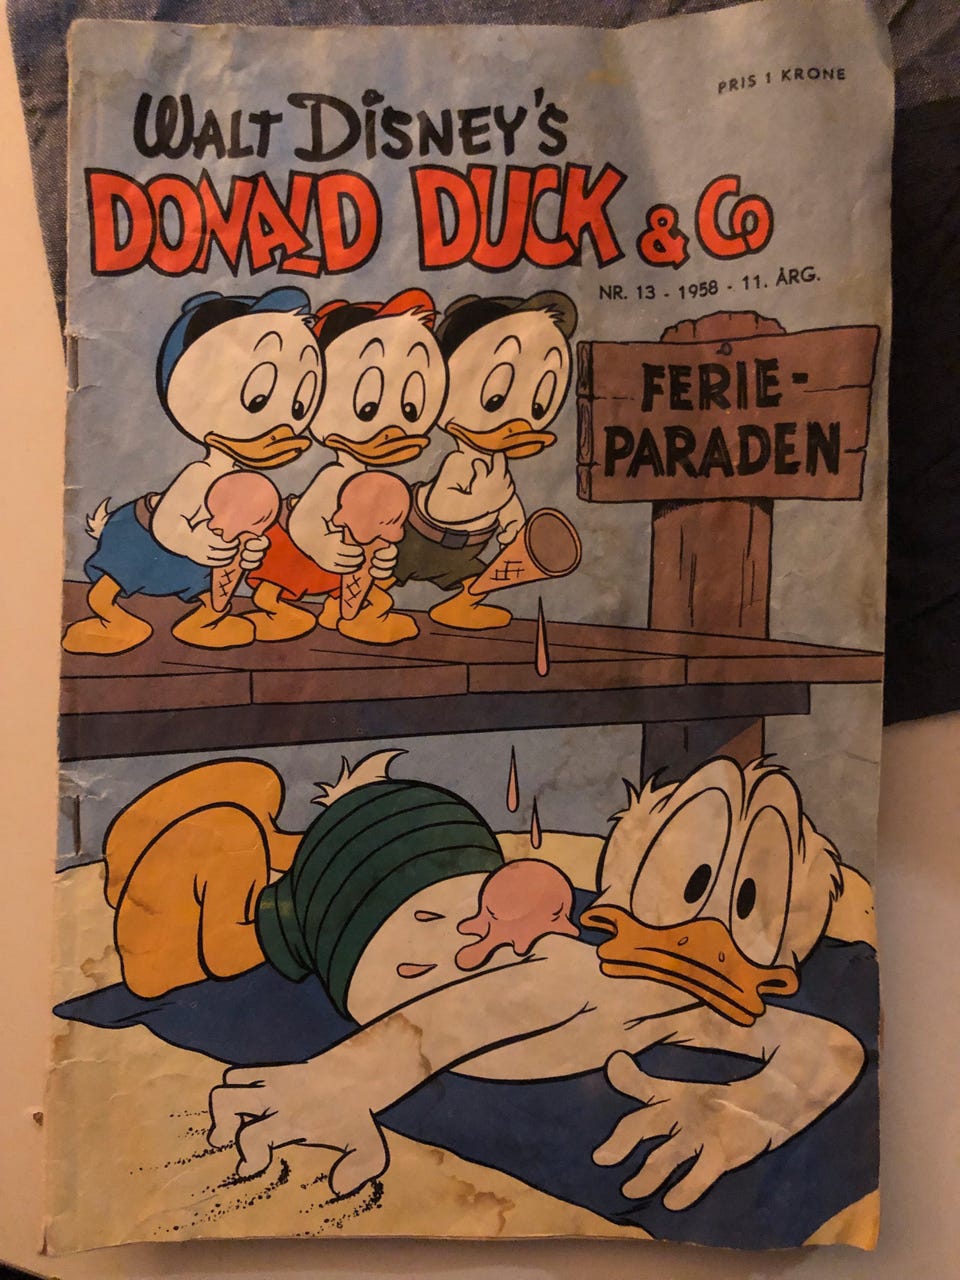 PRIS 1 KRONE
WALT DISNEY'S
DONALD DUCK & CO
NR. 13 - 1958 - 11. ÅRG.
FERIE-
PARADEN